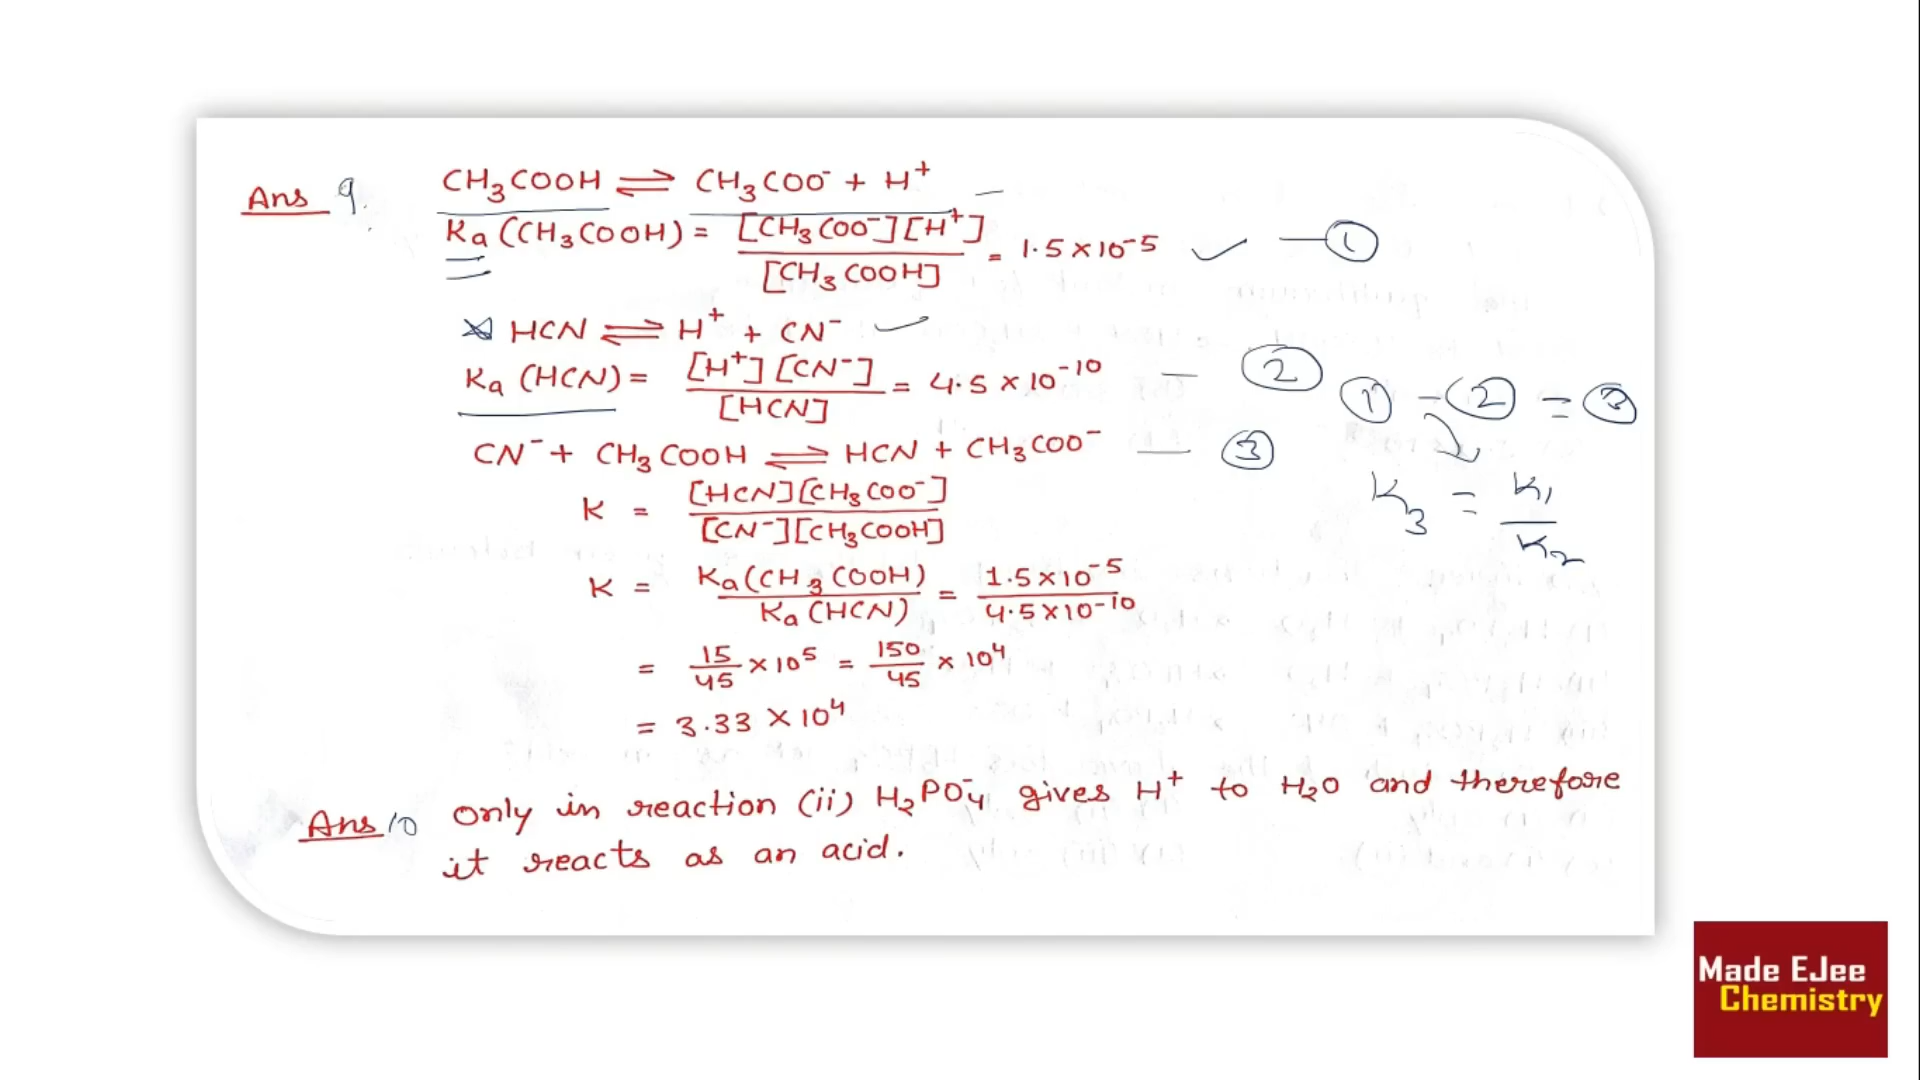 Ans 9.
CH₃COOH ⇌ CH₃COO⁻ + H⁺
Ka (CH₃COOH) = [CH₃COO⁻][H⁺] / [CH₃COOH] = 1.5 × 10⁻⁵ ✓ — ①
HCN ⇌ H⁺ + CN⁻ ✓
Ka (HCN) = [H⁺][CN⁻] / [HCN] = 4.5 × 10⁻¹⁰ — ②
① - ② = ③
CN⁻ + CH₃COOH ⇌ HCN + CH₃COO⁻ — ③
K = [HCN][CH₃COO⁻] / [CN⁻][CH₃COOH]
K₃ = K₁ / K₂
K = Ka(CH₃COOH) / Ka(HCN) = 1.5×10⁻⁵ / 4.5×10⁻¹⁰
= 15/45 × 10⁵ = 150/45 × 10⁴
= 3.33 × 10⁴
Ans 10 Only in reaction (ii) H₂PO₄⁻ gives H⁺ to H₂O and therefore
it reacts as an acid.
Made EJee
Chemistry